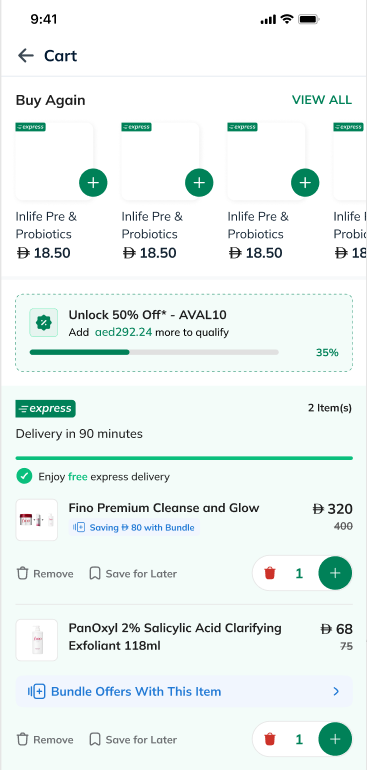 9:41
Cart
Buy Again
VIEW ALL
express
express
express
express
Inlife Pre &
Probiotics
18.50
Inlife Pre &
Probiotics
18.50
Inlife Pre &
Probiotics
18.50
Inlife
18
Unlock 50% Off* - AVAL10
Add aed292.24 more to qualify
35%
express
2 Item(s)
Delivery in 90 minutes
Enjoy free express delivery
Fino Premium Cleanse and Glow
320
Saving 80 with Bundle
400
Remove
Save for Later
1
PanOxyl 2% Salicylic Acid Clarifying
Exfoliant 118ml
68
75
Bundle Offers With This Item
Remove
Save for Later
1